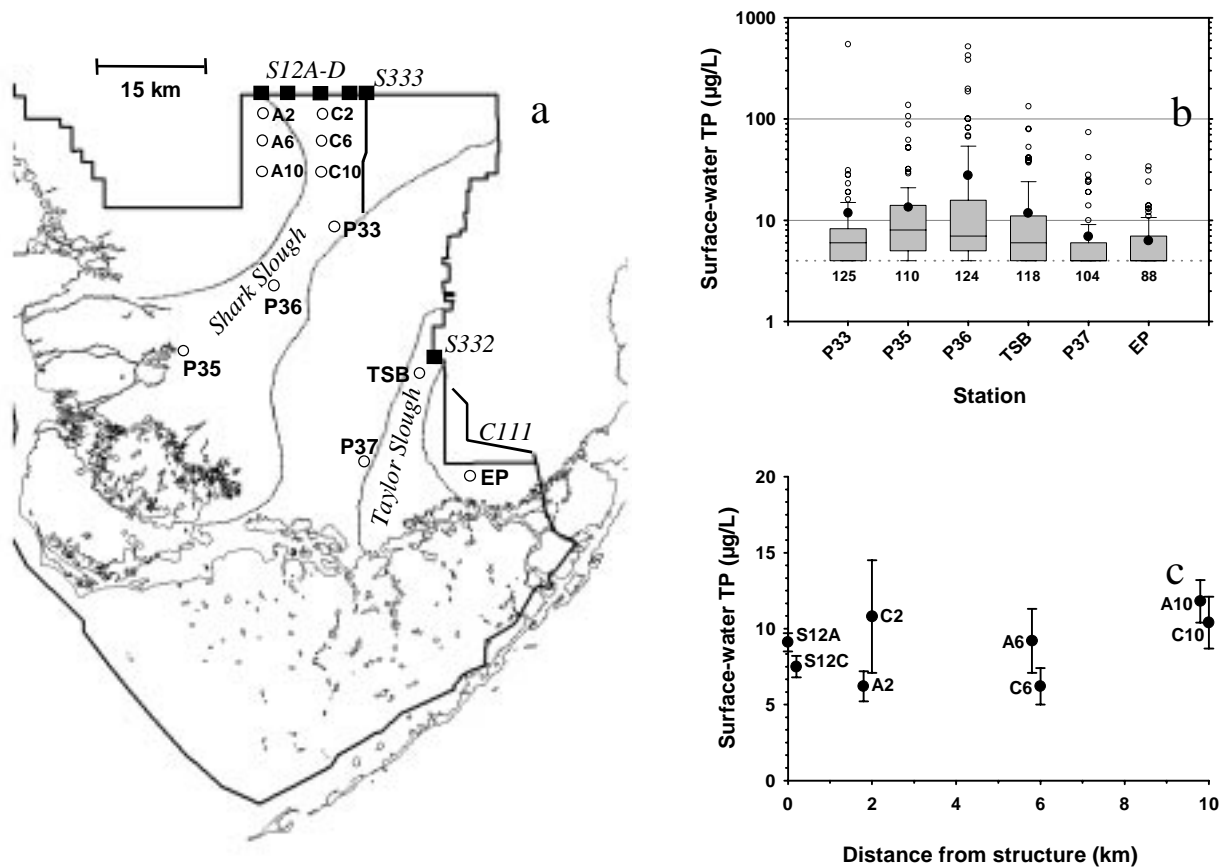 15 km
S12A-D
S333
a
A2
C2
A6
C6
A10
C10
P33
Shark Slough
P36
P35
S332
TSB
Taylor Slough
C111
P37
EP
b
Surface-water TP (µg/L)
1000
100
10
1
125 110 124 118 104 88
P33 P35 P36 TSB P37 EP
Station
c
Surface-water TP (µg/L)
20
15
10
5
0
S12A
S12C
C2
A2
A6
C6
A10
C10
0 2 4 6 8 10
Distance from structure (km)